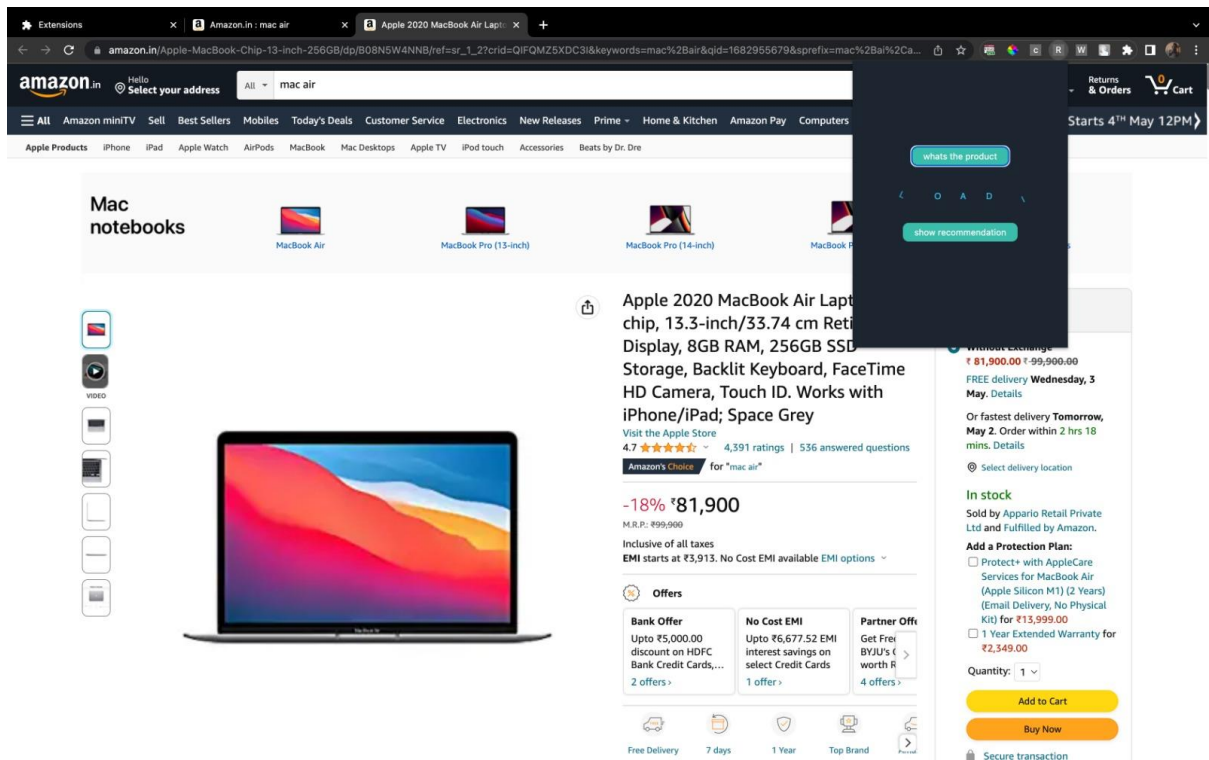 Extensions
Amazon.in : mac air
Apple 2020 MacBook Air Lapto
amazon.in/Apple-MacBook-Chip-13-inch-256GB/dp/B08N5W4NNB/ref=sr_1_2?crid=QIFQMZ5XDC3I&keywords=mac%2Bair&qid=1682955679&sprefix=mac%2Bai%2Ca...
amazon.in
Hello
Select your address
All
mac air
Returns
& Orders
0
Cart
All Amazon miniTV Sell Best Sellers Mobiles Today's Deals Customer Service Electronics New Releases Prime Home & Kitchen Amazon Pay Computers
Starts 4TH May 12PM
Apple Products iPhone iPad Apple Watch AirPods MacBook Mac Desktops Apple TV iPod touch Accessories Beats by Dr. Dre
whats the product
L O A D
show recommendation
Mac
notebooks
MacBook Air
MacBook Pro (13-inch)
MacBook Pro (14-inch)
MacBook P
Apple 2020 MacBook Air Lapt
chip, 13.3-inch/33.74 cm Reti
Display, 8GB RAM, 256GB SSD
Storage, Backlit Keyboard, FaceTime
HD Camera, Touch ID. Works with
iPhone/iPad; Space Grey
Visit the Apple Store
4.7 4,391 ratings | 536 answered questions
Amazon's Choice for "mac air"
-18% ₹81,900
M.R.P.: ₹99,900
Inclusive of all taxes
EMI starts at ₹3,913. No Cost EMI available EMI options
Offers
Bank Offer
Upto ₹5,000.00
discount on HDFC
Bank Credit Cards,...
2 offers
No Cost EMI
Upto ₹6,677.52 EMI
interest savings on
select Credit Cards
1 offer
Partner Offe
Get Free
BYJU's C
worth R
4 offers
Free Delivery
7 days
1 Year
Top Brand
VIDEO
MacBook Air
Without Exchange
₹ 81,900.00 ₹ 99,900.00
FREE delivery Wednesday, 3
May. Details
Or fastest delivery Tomorrow,
May 2. Order within 2 hrs 18
mins. Details
Select delivery location
In stock
Sold by Appario Retail Private
Ltd and Fulfilled by Amazon.
Add a Protection Plan:
Protect+ with AppleCare
Services for MacBook Air
(Apple Silicon M1) (2 Years)
(Email Delivery, No Physical
Kit) for ₹13,999.00
1 Year Extended Warranty for
₹2,349.00
Quantity: 1
Add to Cart
Buy Now
Secure transaction